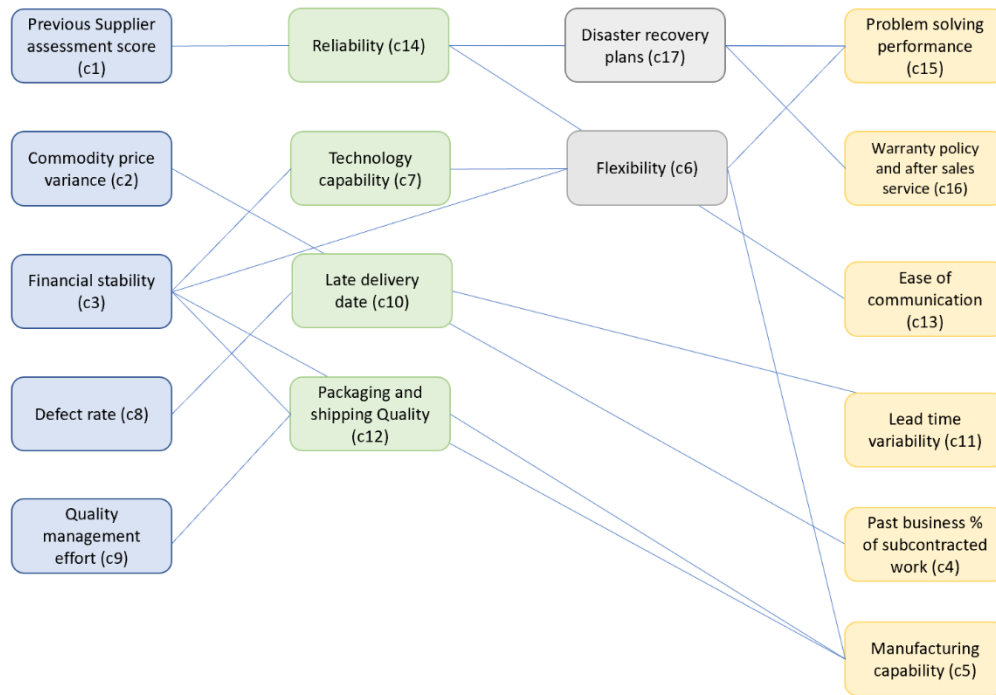 Previous Supplier
assessment score
(c1)
Reliability (c14)
Disaster recovery
plans (c17)
Problem solving
performance
(c15)
Commodity price
variance (c2)
Technology
capability (c7)
Flexibility (c6)
Warranty policy
and after sales
service (c16)
Financial stability
(c3)
Late delivery
date (c10)
Ease of
communication
(c13)
Defect rate (c8)
Packaging and
shipping Quality
(c12)
Lead time
variability (c11)
Quality
management
effort (c9)
Past business %
of subcontracted
work (c4)
Manufacturing
capability (c5)